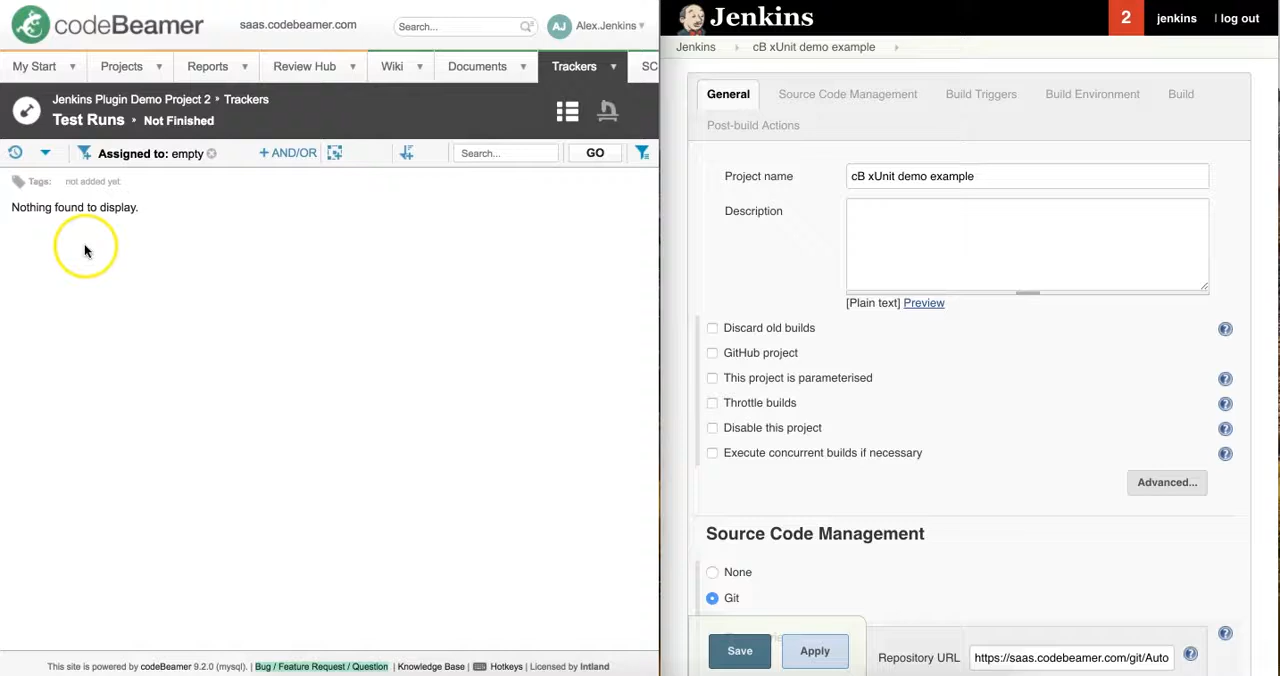 codeBeamer
saas.codebeamer.com
Search...
AJ
Alex.Jenkins
My Start
Projects
Reports
Review Hub
Wiki
Documents
Trackers
SC
Jenkins Plugin Demo Project 2 Trackers
Test Runs Not Finished
Assigned to: empty
+ AND/OR
Search...
GO
Tags: not added yet
Nothing found to display.
This site is powered by codeBeamer 9.2.0 (mysql). | Bug / Feature Request / Question | Knowledge Base | Hotkeys | Licensed by Intland
Jenkins
2
jenkins
| log out
Jenkins
cB xUnit demo example
General
Source Code Management
Build Triggers
Build Environment
Build
Post-build Actions
Project name
cB xUnit demo example
Description
[Plain text] Preview
Discard old builds
GitHub project
This project is parameterised
Throttle builds
Disable this project
Execute concurrent builds if necessary
Advanced...
Source Code Management
None
Git
Save
Apply
Repository URL
https://saas.codebeamer.com/git/Auto